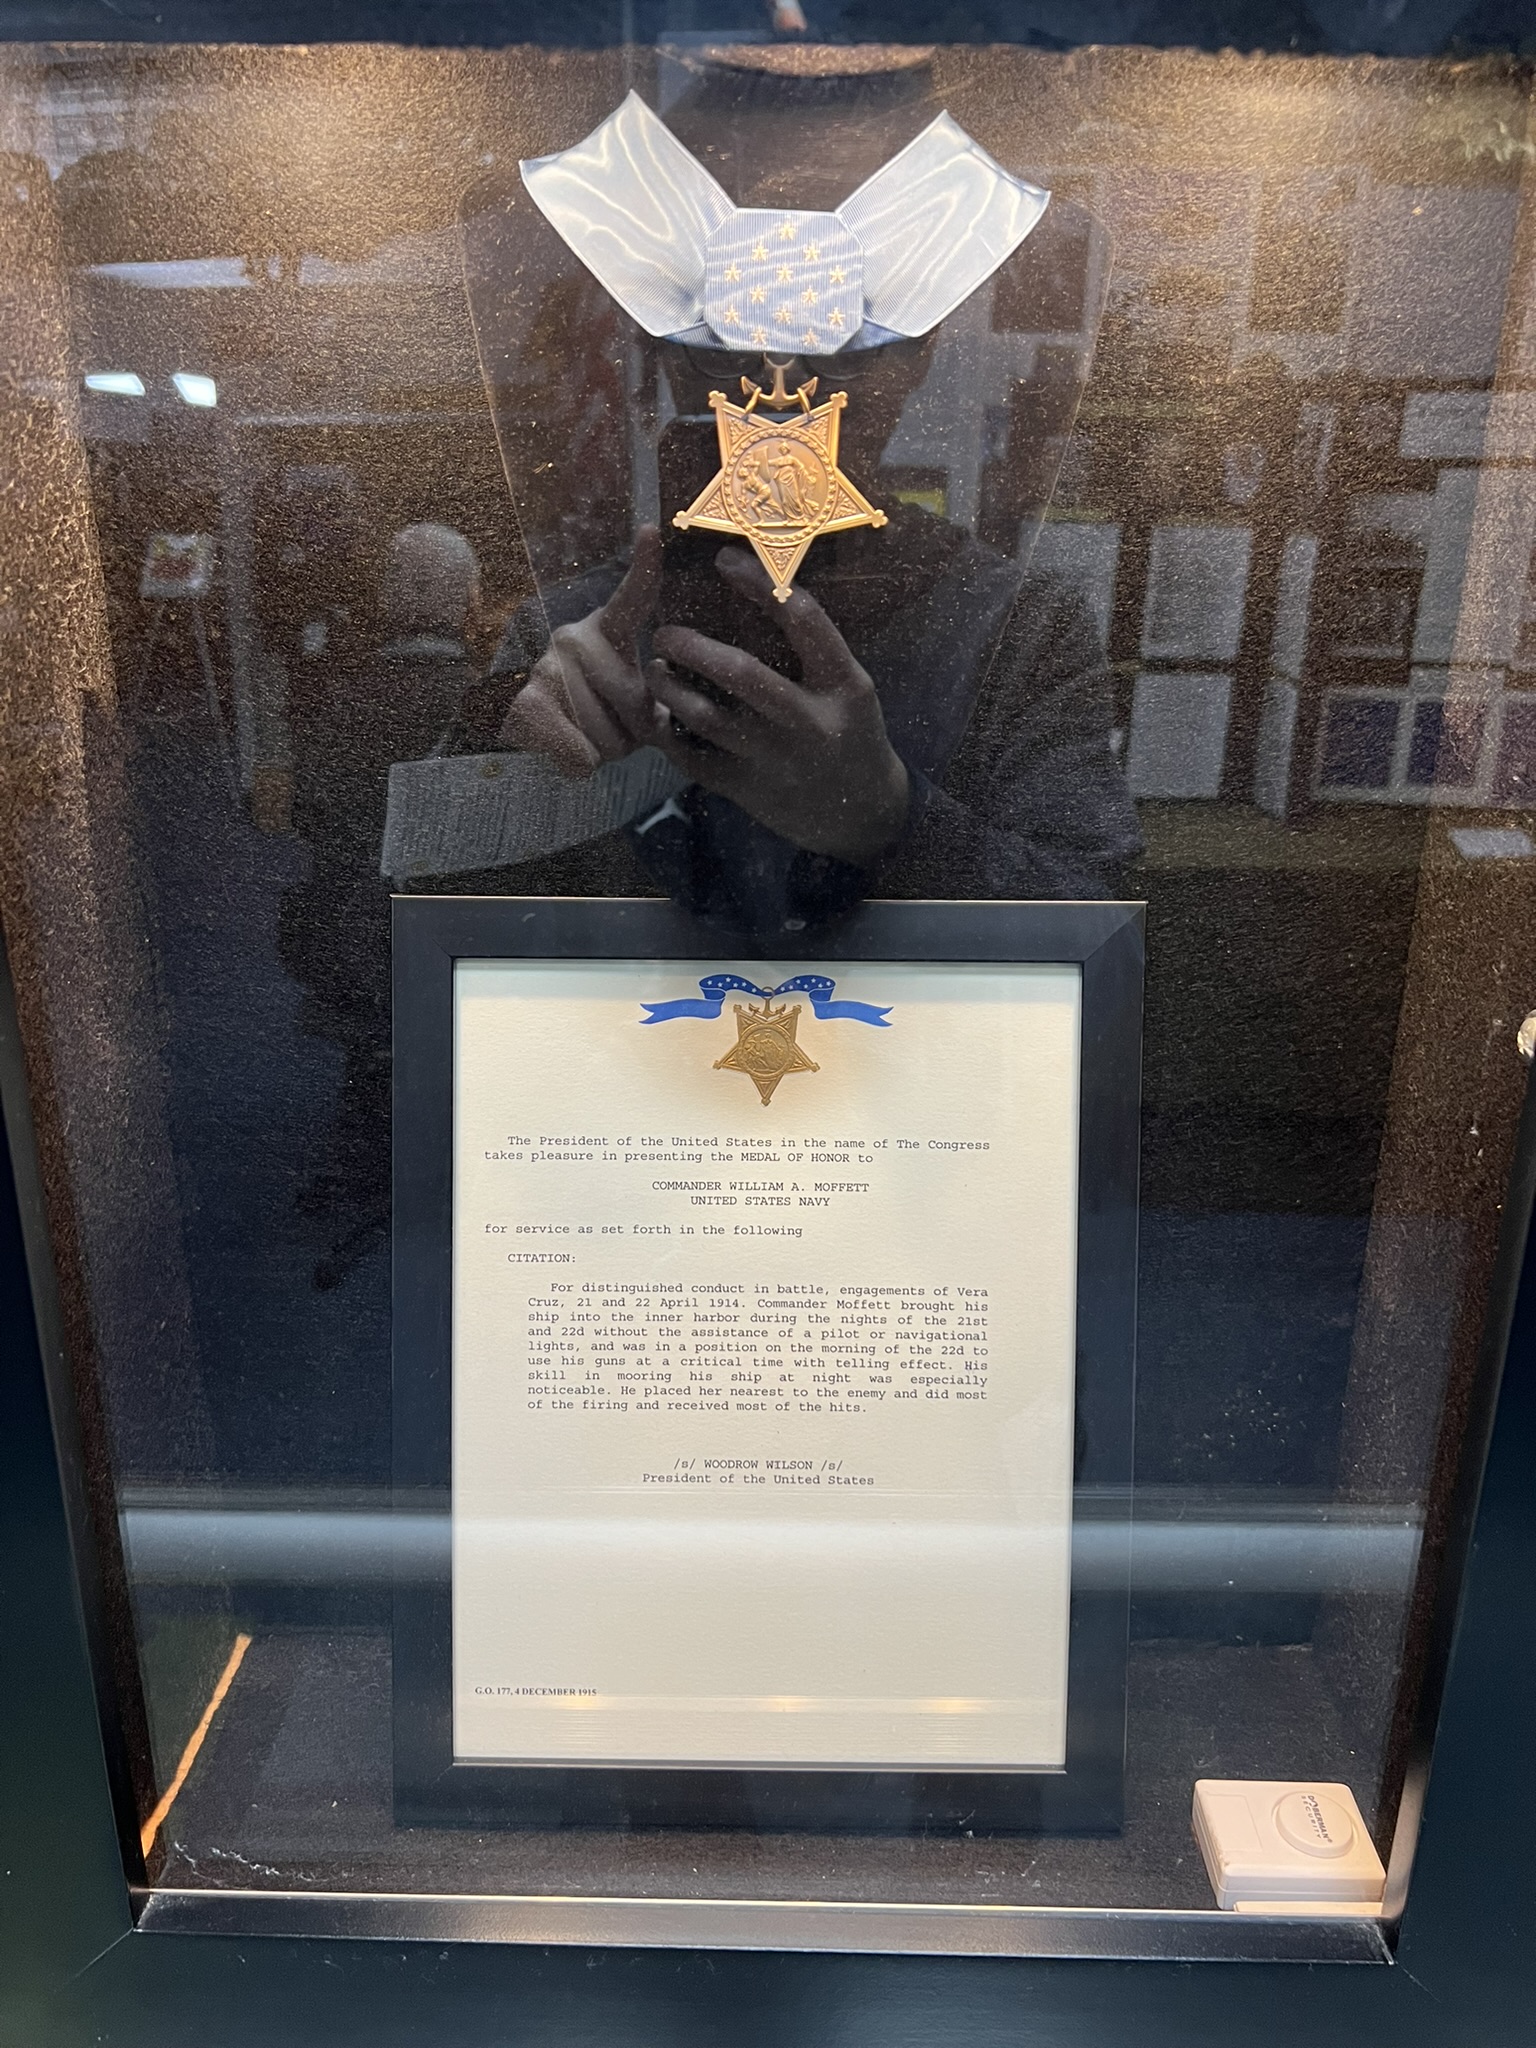 The President of the United States in the name of The Congress
takes pleasure in presenting the MEDAL OF HONOR to
COMMANDER WILLIAM A. MOFFETT
UNITED STATES NAVY
for service as set forth in the following
CITATION:
For distinguished conduct in battle, engagements of Vera
Cruz, 21 and 22 April 1914. Commander Moffett brought his
ship into the inner harbor during the nights of the 21st
and 22d without the assistance of a pilot or navigational
lights, and was in a position on the morning of the 22d to
use his guns at a critical time with telling effect. His
skill in mooring his ship at night was especially
noticeable. He placed her nearest to the enemy and did most
of the firing and received most of the hits.
/s/ WOODROW WILSON /s/
President of the United States
G.O. 177, 4 DECEMBER 1915
DOBERMAN®
SECURITY